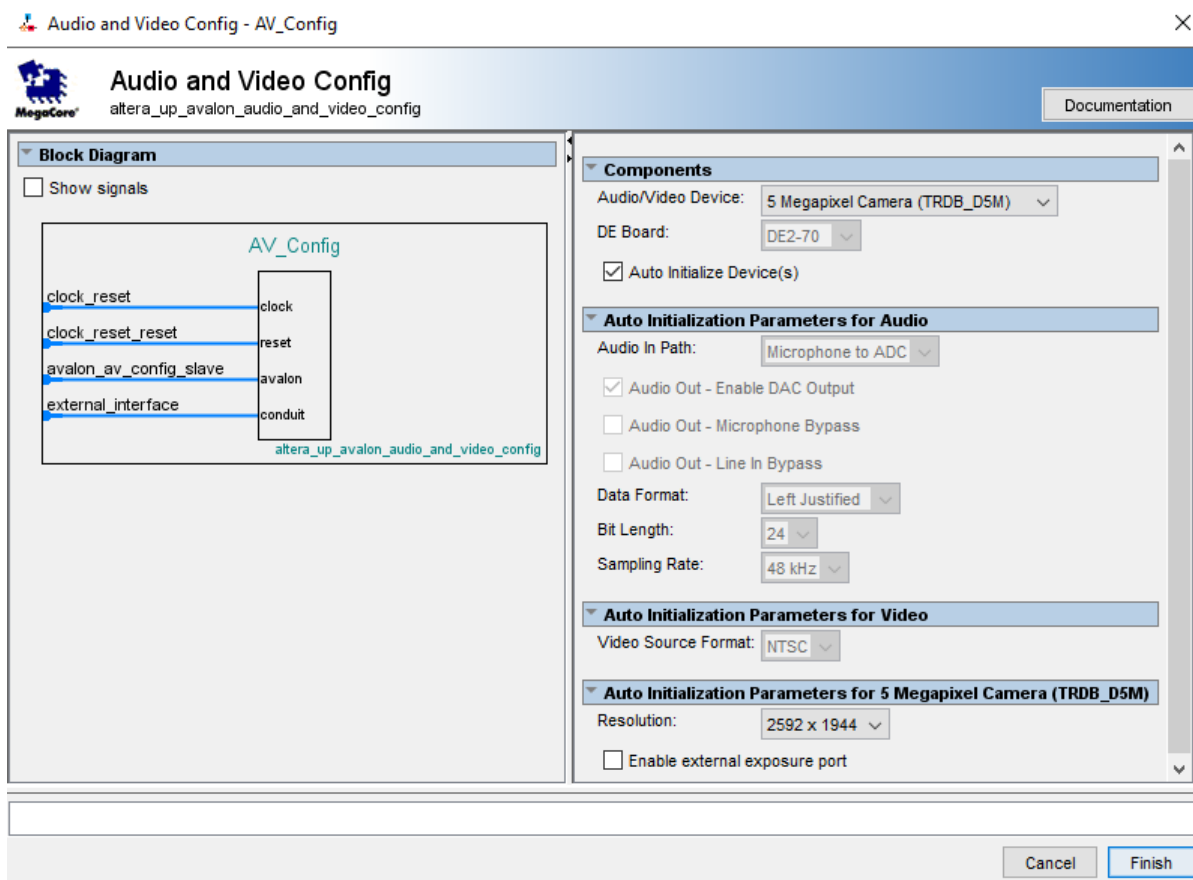 Audio and Video Config - AV_Config
MegaCore®
Audio and Video Config
altera_up_avalon_audio_and_video_config
Documentation
Block Diagram
Show signals
AV_Config
clock_reset
clock
clock_reset_reset
reset
avalon_av_config_slave
avalon
external_interface
conduit
altera_up_avalon_audio_and_video_config
Components
Audio/Video Device: 5 Megapixel Camera (TRDB_D5M)
DE Board: DE2-70
Auto Initialize Device(s)
Auto Initialization Parameters for Audio
Audio In Path: Microphone to ADC
Audio Out - Enable DAC Output
Audio Out - Microphone Bypass
Audio Out - Line In Bypass
Data Format: Left Justified
Bit Length: 24
Sampling Rate: 48 kHz
Auto Initialization Parameters for Video
Video Source Format: NTSC
Auto Initialization Parameters for 5 Megapixel Camera (TRDB_D5M)
Resolution: 2592 x 1944
Enable external exposure port
Cancel Finish